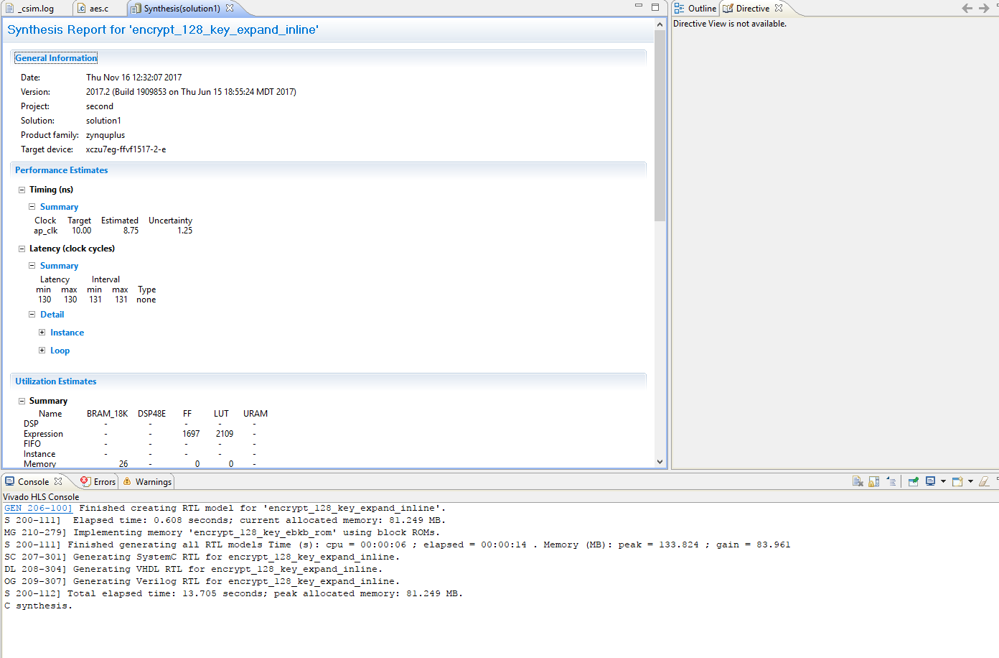 _csim.log
aes.c
Synthesis(solution1)
Outline
Directive
Synthesis Report for 'encrypt_128_key_expand_inline'
Directive View is not available.
General Information
Date: Thu Nov 16 12:32:07 2017
Version: 2017.2 (Build 1909853 on Thu Jun 15 18:55:24 MDT 2017)
Project: second
Solution: solution1
Product family: zynquplus
Target device: xczu7eg-ffvf1517-2-e
Performance Estimates
Timing (ns)
Summary
Clock Target Estimated Uncertainty
ap_clk 10.00 8.75 1.25
Latency (clock cycles)
Summary
Latency Interval
min max min max Type
130 130 131 131 none
Detail
Instance
Loop
Utilization Estimates
Summary
Name BRAM_18K DSP48E FF LUT URAM
DSP - - - - -
Expression - - 1697 2109 -
FIFO - - - - -
Instance - - - - -
Memory 26 - 0 0 -
Console
Errors
Warnings
Vivado HLS Console
GEN 206-100] Finished creating RTL model for 'encrypt_128_key_expand_inline'.
S 200-111]  Elapsed time: 0.608 seconds; current allocated memory: 81.249 MB.
MG 210-279] Implementing memory 'encrypt_128_key_ebkb_rom' using block ROMs.
S 200-111] Finished generating all RTL models Time (s): cpu = 00:00:06 ; elapsed = 00:00:14 . Memory (MB): peak = 133.824 ; gain = 83.961
SC 207-301] Generating SystemC RTL for encrypt_128_key_expand_inline.
DL 208-304] Generating VHDL RTL for encrypt_128_key_expand_inline.
OG 209-307] Generating Verilog RTL for encrypt_128_key_expand_inline.
S 200-112] Total elapsed time: 13.705 seconds; peak allocated memory: 81.249 MB.
C synthesis.